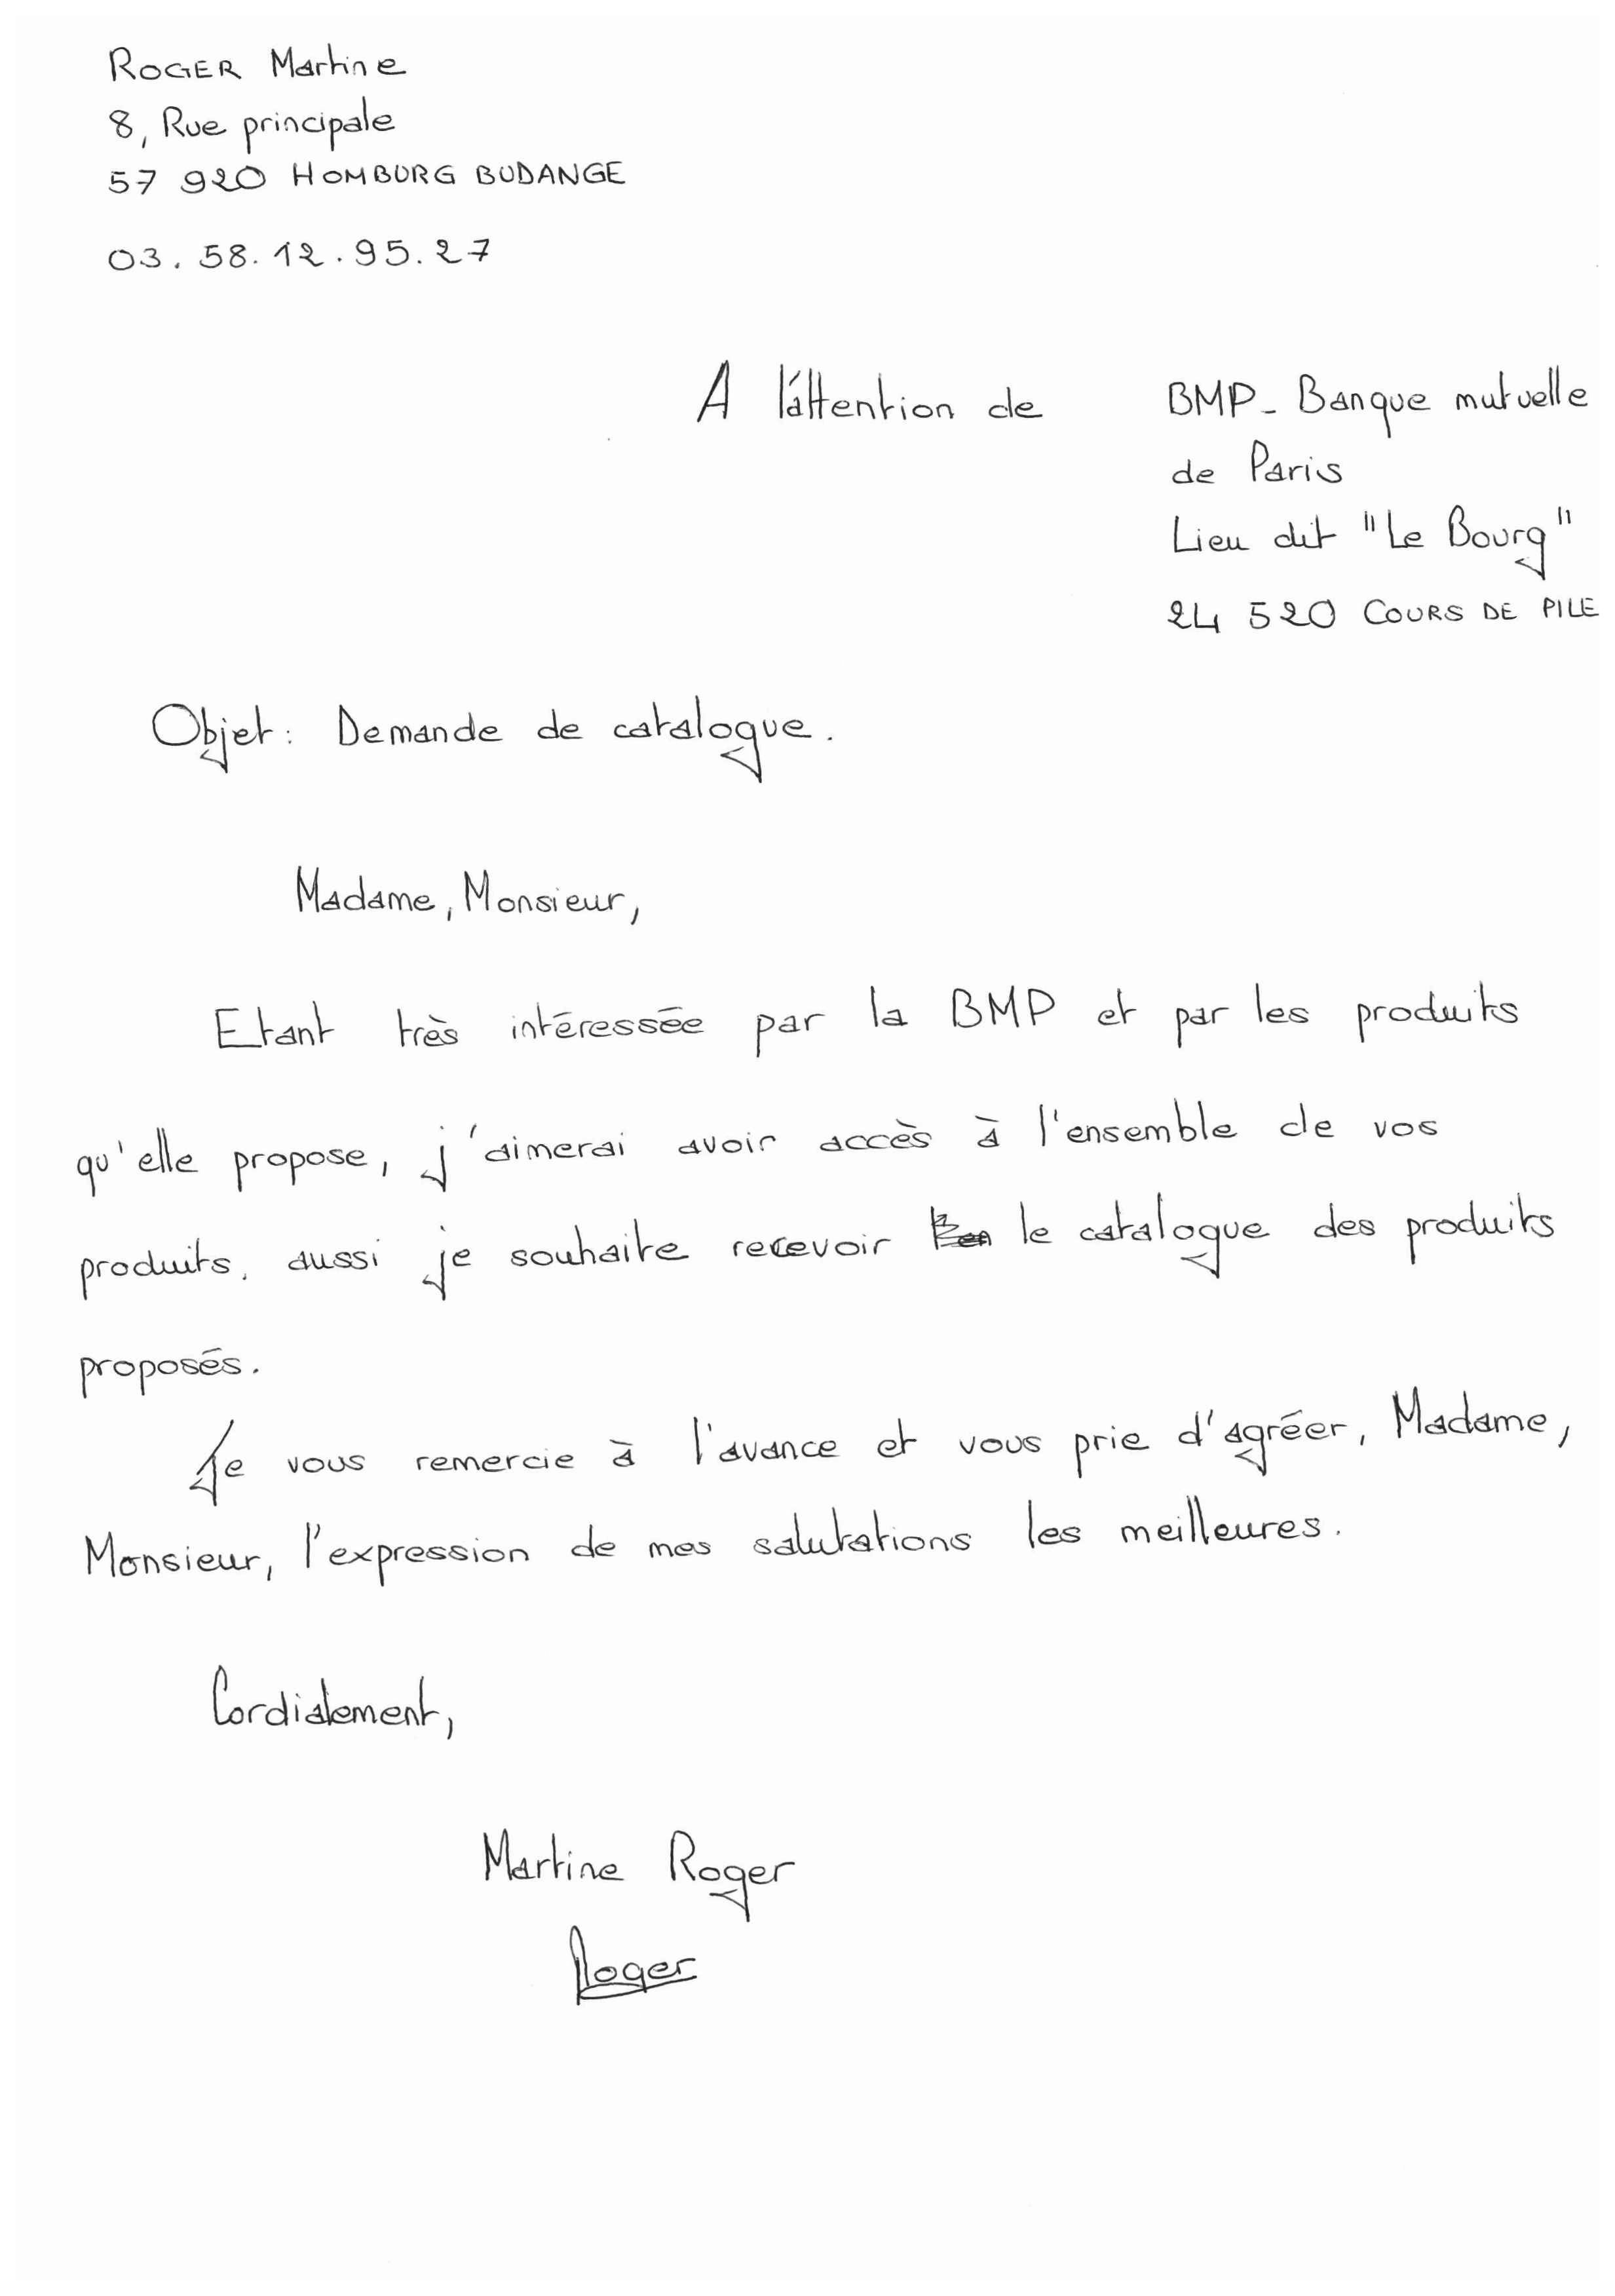 ROGER Martine
8, Rue principale
57 920 HOMBURG BUDANGE
03. 58. 12. 95. 27
A l'attention de BMP - Banque mutuelle
de Paris
Lieu dit "Le Bourg"
24 520 COURS DE PILE
Objet: Demande de catalogue.
Madame, Monsieur,
Etant très intéressée par la BMP et par les produits
qu'elle propose, j'aimerai avoir accès à l'ensemble de vos
produits, aussi je souhaite recevoir le catalogue des produits
proposés.
Je vous remercie à l'avance et vous prie d'agréer, Madame,
Monsieur, l'expression de mes salutations les meilleures.
Cordialement,
Martine Roger
Roger